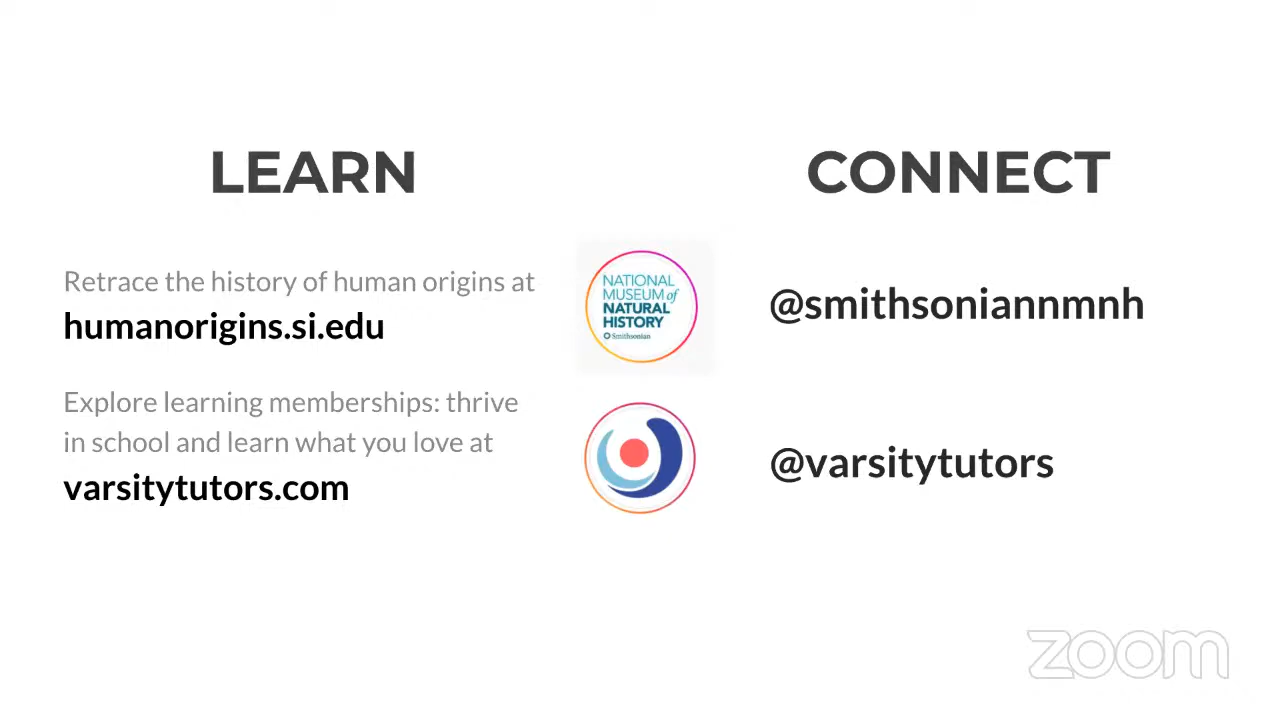 LEARN
Retrace the history of human origins at
humanorigins.si.edu
Explore learning memberships: thrive
in school and learn what you love at
varsitytutors.com
CONNECT
NATIONAL
MUSEUM of
NATURAL
HISTORY
Smithsonian
@smithsoniannmnh
@varsitytutors
zoom